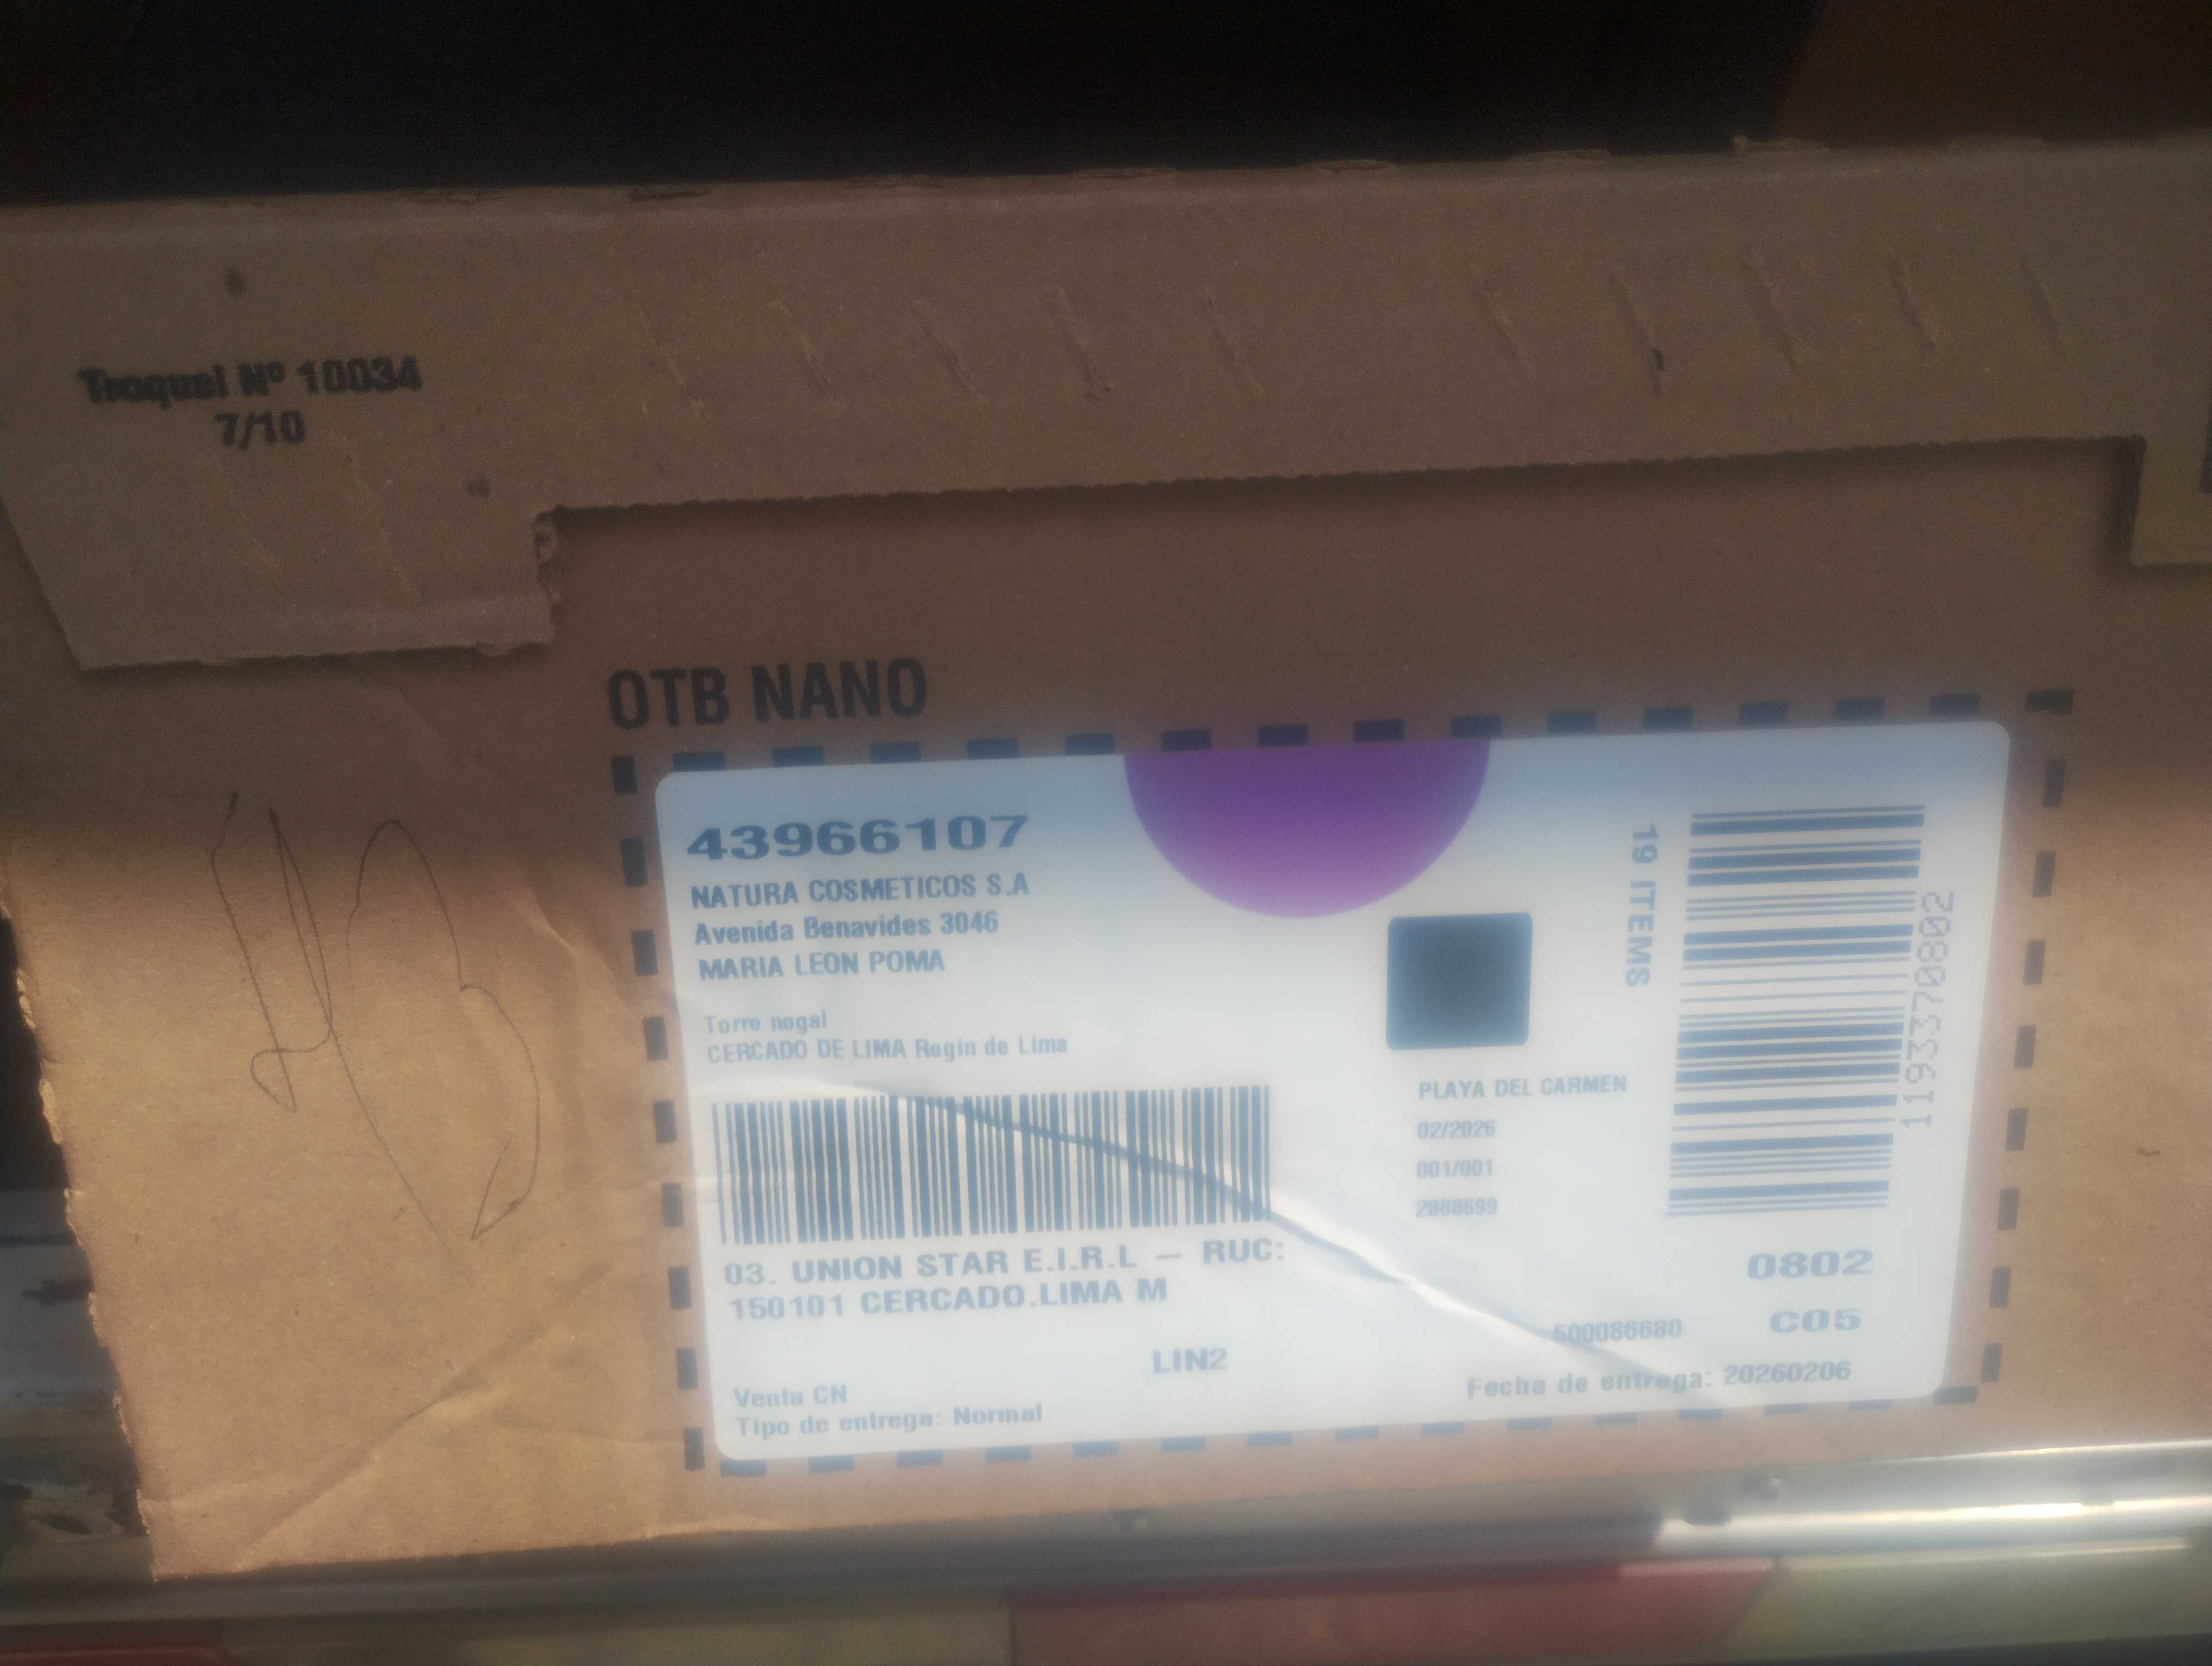 Troquel Nº 10034
7/10
OTB NANO
43966107
NATURA COSMETICOS S.A
Avenida Benavides 3046
MARIA LEON POMA
Torre nogal
CERCADO DE LIMA Regin de Lima
19 ITEMS
1193370802
PLAYA DEL CARMEN
02/2026
001/001
2888699
03. UNION STAR E.I.R.L – RUC:
150101 CERCADO.LIMA M
0802
500086680 C05
LIN2
Fecha de entrega: 20260206
Venta CN
Tipo de entrega: Normal